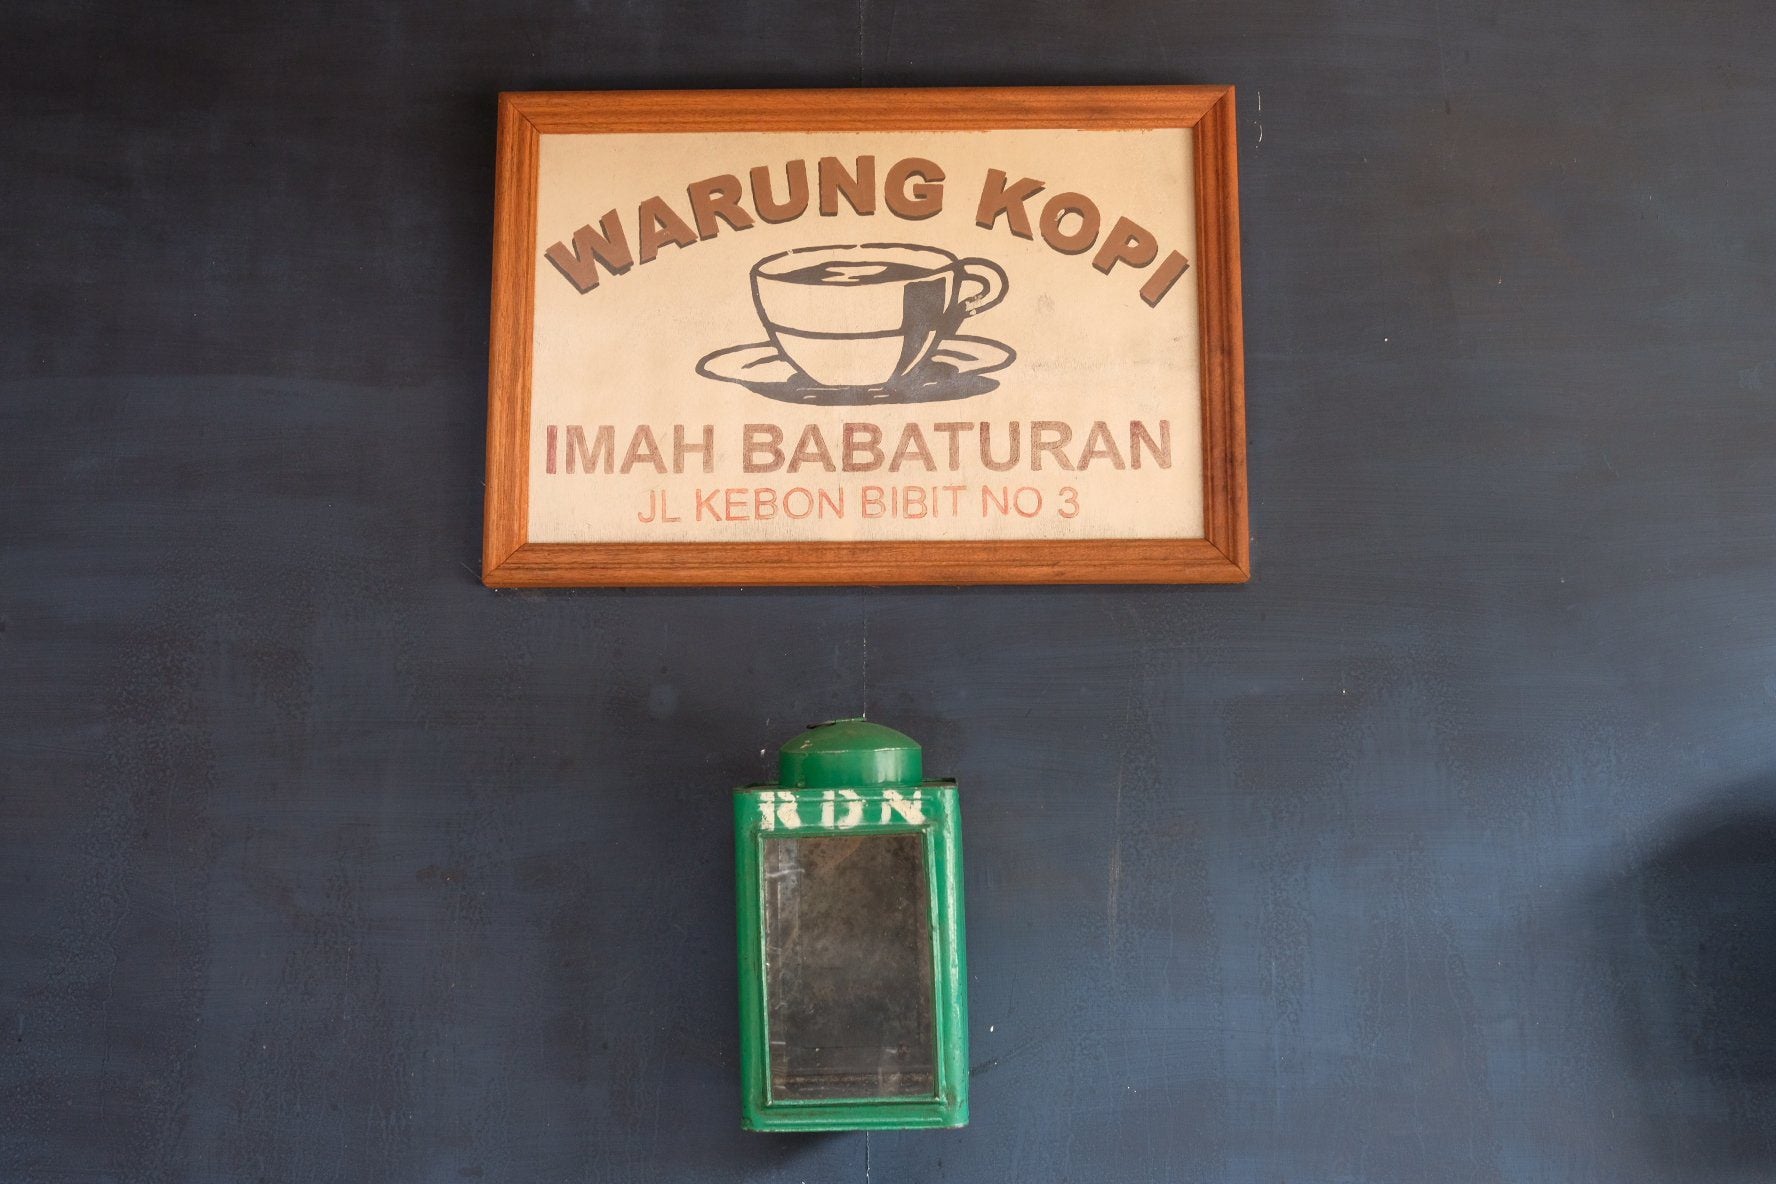 WARUNG KOPI
IMAH BABATURAN
JL KEBON BIBIT NO 3
RDN